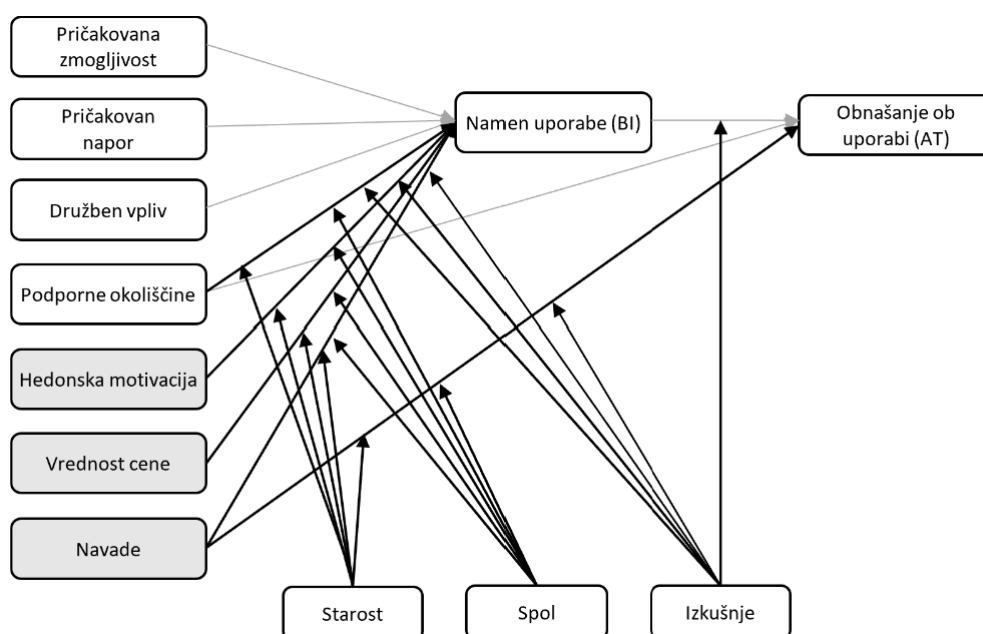 Pričakovana
zmogljivost
Pričakovan
napor
Namen uporabe (BI)
Obnašanje ob
uporabi (AT)
Družben vpliv
Podporne okoliščine
Hedonska motivacija
Vrednost cene
Navade
Starost
Spol
Izkušnje